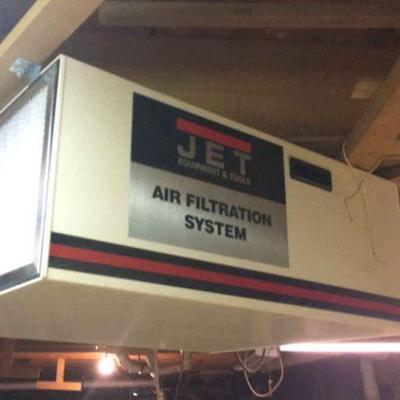 JET
EQUIPMENT & TOOLS
AIR FILTRATION
SYSTEM